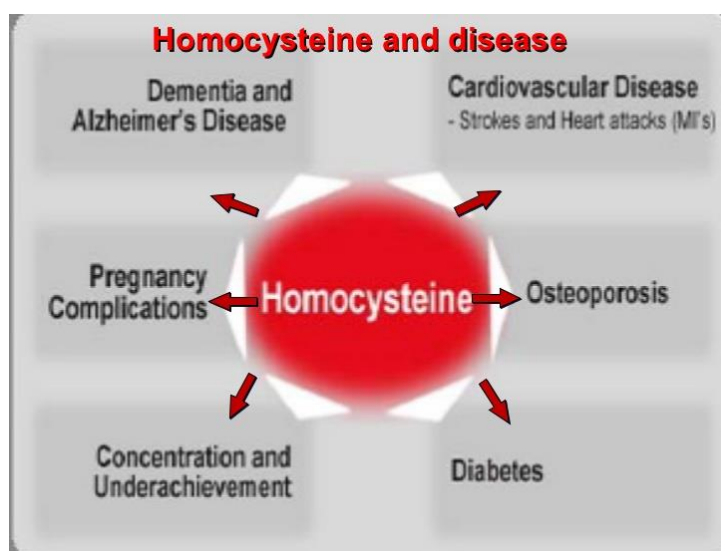 Homocysteine and disease
Dementia and
Alzheimer's Disease
Cardiovascular Disease
- Strokes and Heart attacks (MI's)
Pregnancy
Complications
Homocysteine
Osteoporosis
Concentration and
Underachievement
Diabetes